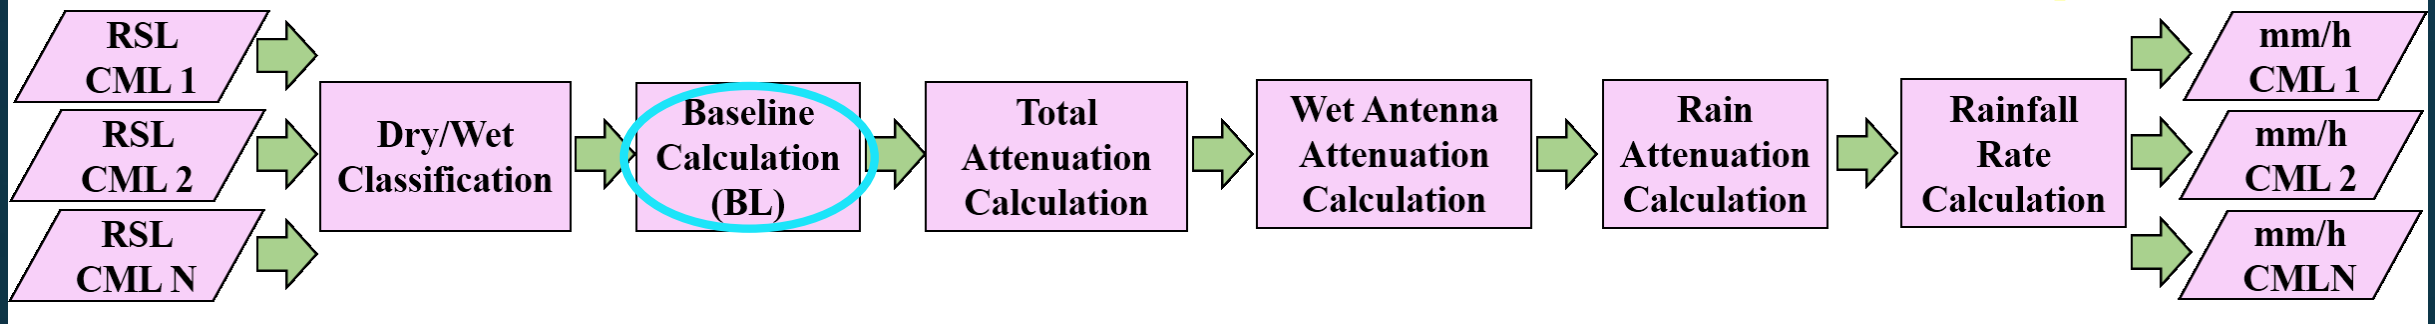 RSL
CML 1
RSL
CML 2
RSL
CML N
Dry/Wet
Classification
Baseline
Calculation
(BL)
Total
Attenuation
Calculation
Wet Antenna
Attenuation
Calculation
Rain
Attenuation
Calculation
Rainfall
Rate
Calculation
mm/h
CML 1
mm/h
CML 2
mm/h
CMLN